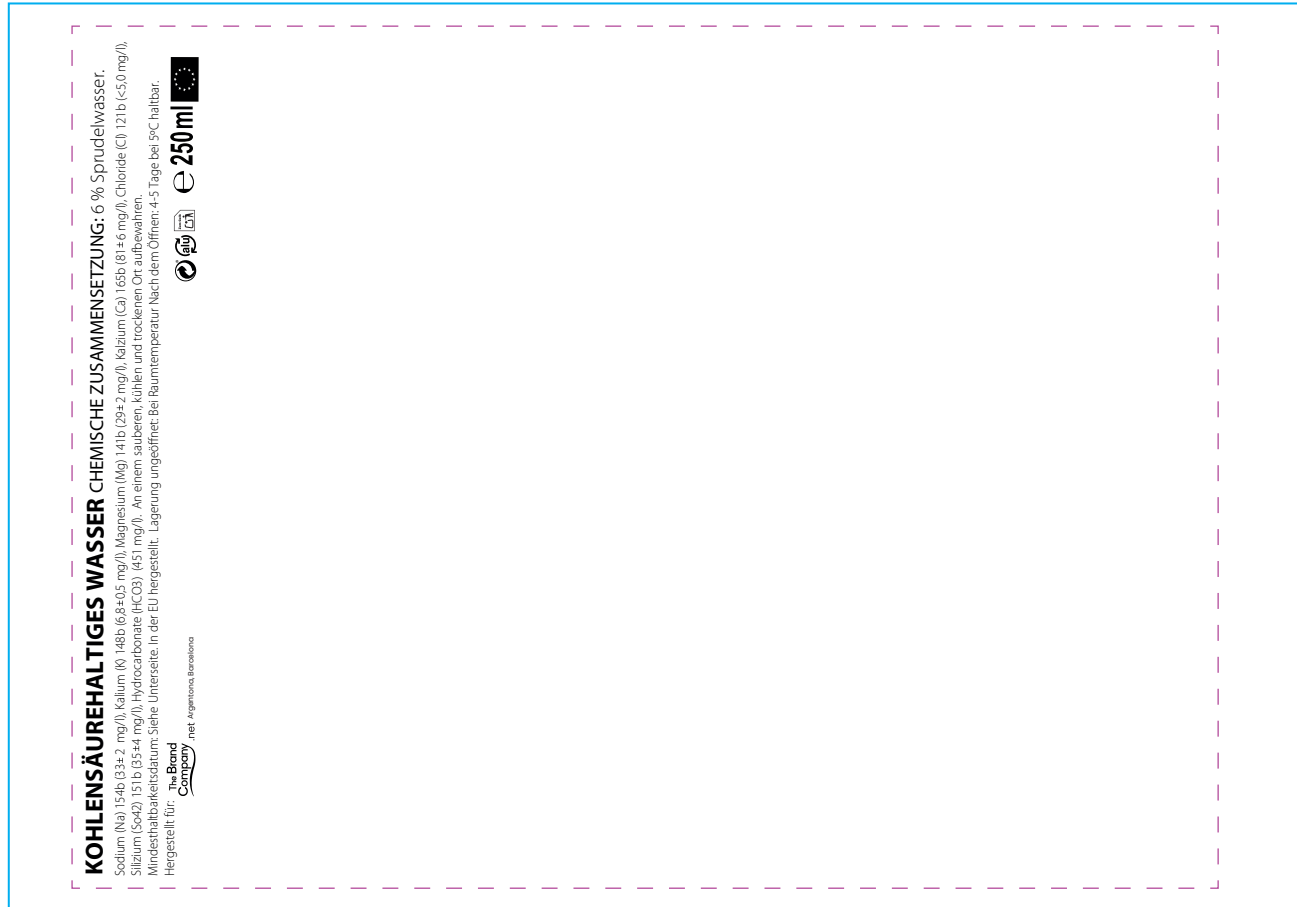 KOHLENSÄUREHALTIGES WASSER CHEMISCHE ZUSAMMENSETZUNG: 6 % Sprudelwasser.
Sodium (Na) 154b (33±2 mg/l), Kalium (K) 148b (6,8±0,5 mg/l), Magnesium (Mg) 141b (29±2 mg/l), Kalzium (Ca) 165b (81±6 mg/l), Chloride (Cl) 121b (<5,0 mg/l),
Silizium (So42) 151b (35±4 mg/l), Hydrocarbonate (HCO3) (451 mg/l). An einem sauberen, kühlen und trockenen Ort aufbewahren.
Mindesthaltbarkeitsdatum: Siehe Unterseite. In der EU hergestellt. Lagerung ungeöffnet: Bei Raumtemperatur Nach dem Öffnen: 4-5 Tage bei 5ºC haltbar.
Hergestellt für: The Brand Company .net Argentona, Barcelona
alu
℮ 250ml